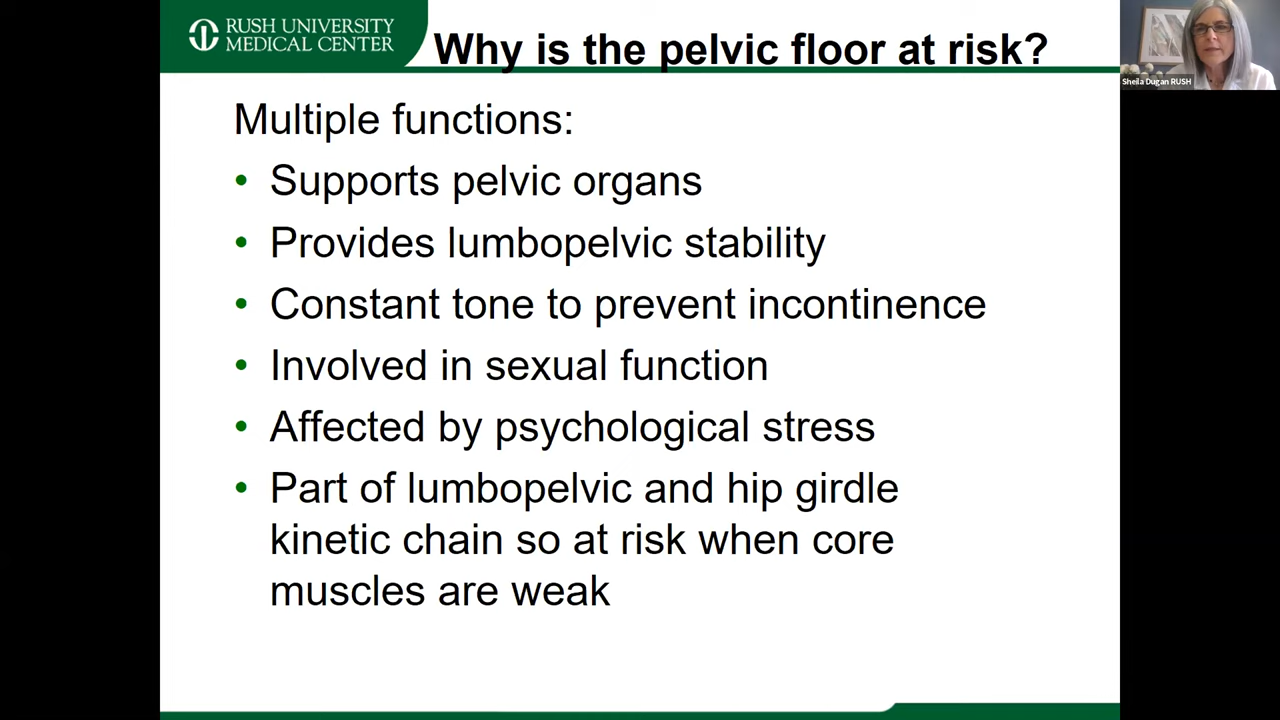 RUSH UNIVERSITY
MEDICAL CENTER
Why is the pelvic floor at risk?
Sheila Dugan RUSH
Multiple functions:
• Supports pelvic organs
• Provides lumbopelvic stability
• Constant tone to prevent incontinence
• Involved in sexual function
• Affected by psychological stress
• Part of lumbopelvic and hip girdle
kinetic chain so at risk when core
muscles are weak